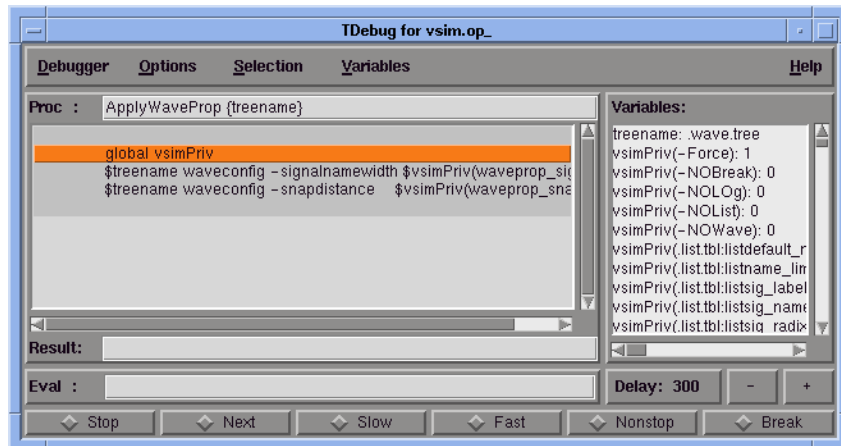 TDebug for vsim.op_
Debugger Options Selection Variables Help
Proc : ApplyWaveProp {treename}
global vsimPriv
$treename waveconfig -signalnamewidth $vsimPriv(waveprop_sig
$treename waveconfig -snapdistance $vsimPriv(waveprop_sna
Result:
Eval :
Variables:
treename: .wave.tree
vsimPriv(-Force): 1
vsimPriv(-NOBreak): 0
vsimPriv(-NOLOg): 0
vsimPriv(-NOList): 0
vsimPriv(-NOWave): 0
vsimPriv(.list.tbl:listdefault_r
vsimPriv(.list.tbl:listname_lim
vsimPriv(.list.tbl:listsig_label
vsimPriv(.list.tbl:listsig_name
vsimPriv(.list.tbl:listsig_radix
Delay: 300 - +
Stop Next Slow Fast Nonstop Break